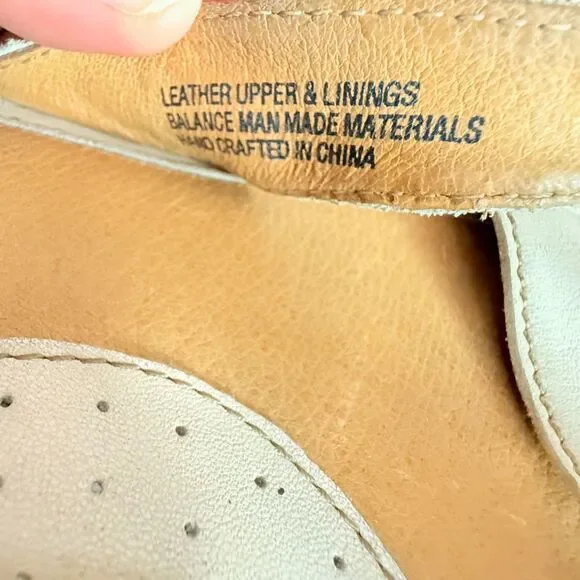 LEATHER UPPER & LININGS
BALANCE MAN MADE MATERIALS
HAND CRAFTED IN CHINA